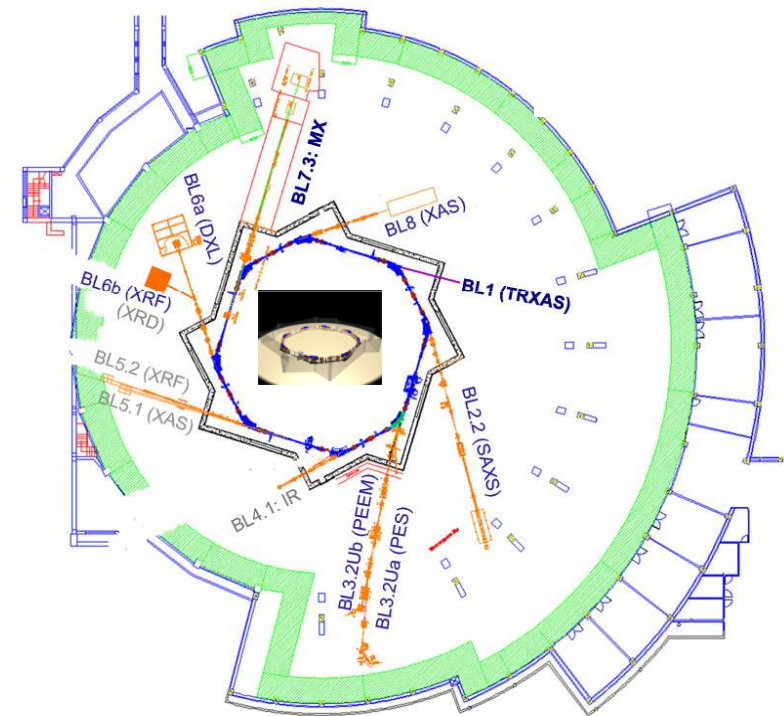 BL7.3: MX
BL8 (XAS)
BL6a (DXL)
BL6b (XRF)
(XRD)
BL1 (TRXAS)
BL5.2 (XRF)
BL5.1 (XAS)
BL2.2 (SAXS)
BL4.1: IR
BL3.2Ub (PEEM)
BL3.2Ua (PES)